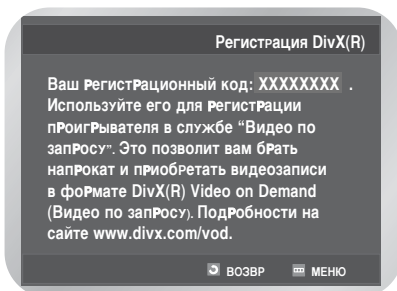 Регистрация DivX(R)
Ваш Регистрационный код: XXXXXXXX .
Используйте его для Регистрации
пРоигРывателя в службе “Видео по
запРосу”. Это позволит вам бРать
напРокат и пРиобРетать видеозаписи
в фоРмате DivX(R) Video on Demand
(Видео по запРосу). ПодРобности на
сайте www.divx.com/vod.
ВОЗВР МЕНЮ